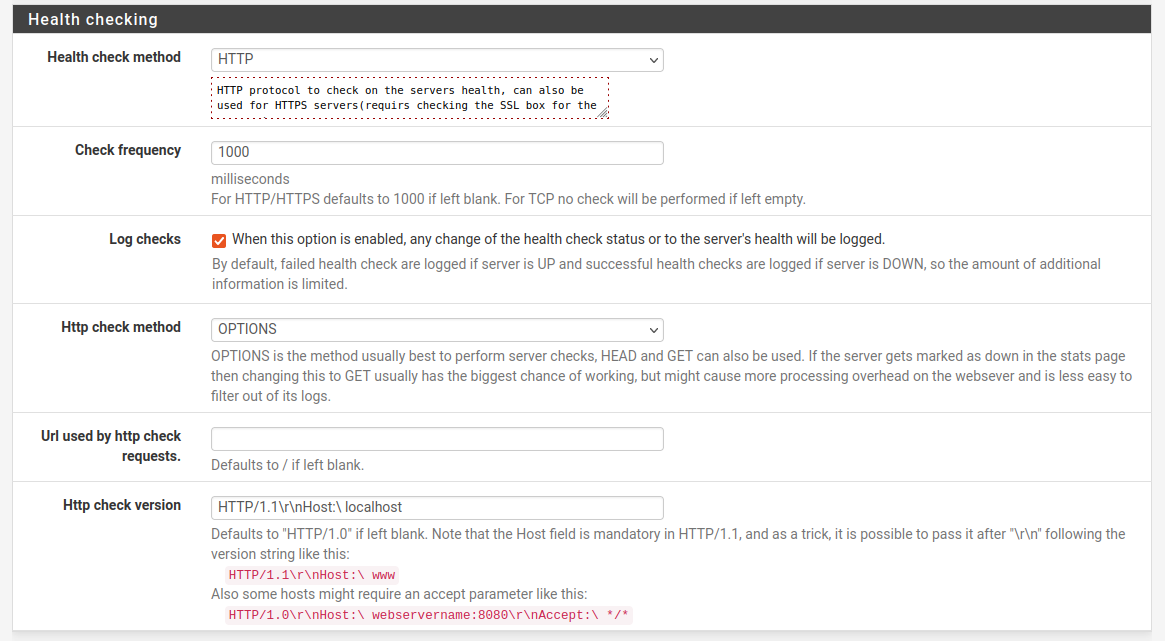 Health checking
Health check method
HTTP
HTTP protocol to check on the servers health, can also be
used for HTTPS servers(requirs checking the SSL box for the
Check frequency
1000
milliseconds
For HTTP/HTTPS defaults to 1000 if left blank. For TCP no check will be performed if left empty.
Log checks
When this option is enabled, any change of the health check status or to the server's health will be logged.
By default, failed health check are logged if server is UP and successful health checks are logged if server is DOWN, so the amount of additional
information is limited.
Http check method
OPTIONS
OPTIONS is the method usually best to perform server checks, HEAD and GET can also be used. If the server gets marked as down in the stats page
then changing this to GET usually has the biggest chance of working, but might cause more processing overhead on the websever and is less easy to
filter out of its logs.
Url used by http check
requests.
Defaults to / if left blank.
Http check version
HTTP/1.1\r\nHost:\ localhost
Defaults to "HTTP/1.0" if left blank. Note that the Host field is mandatory in HTTP/1.1, and as a trick, it is possible to pass it after "\r\n" following the
version string like this:
HTTP/1.1\r\nHost:\ www
Also some hosts might require an accept parameter like this:
HTTP/1.0\r\nHost:\ webservername:8080\r\nAccept:\ */*